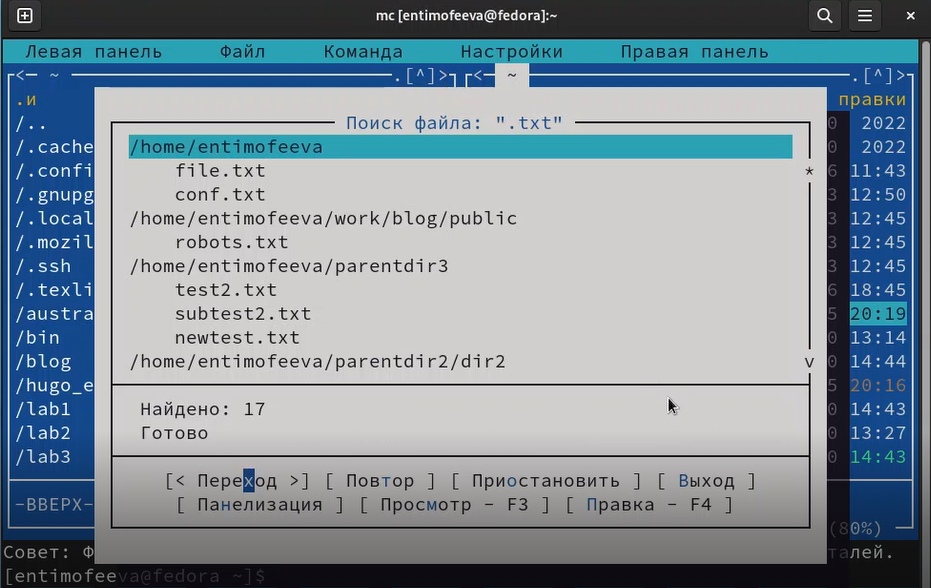 mc [entimofeeva@fedora]:~
Левая панель Файл Команда Настройки Правая панель
<— ~ .[^]> <— ~ .[^]>
.и правки
/.. 0 2022
/.cache 0 2022
/.confi 6 11:43
/.gnupg 3 12:50
/.local 3 12:45
/.mozil 3 12:45
/.ssh 3 12:45
/.texli 6 18:45
/austra 5 20:19
/bin 0 13:14
/blog 0 14:44
/hugo_e 5 20:16
/lab1 0 14:43
/lab2 0 13:27
/lab3 0 14:43
-ВВЕРХ- (80%)
Поиск файла: ".txt"
/home/entimofeeva
file.txt *
conf.txt
/home/entimofeeva/work/blog/public
robots.txt
/home/entimofeeva/parentdir3
test2.txt
subtest2.txt
newtest.txt
/home/entimofeeva/parentdir2/dir2 v
Найдено: 17
Готово
[< Переход >] [ Повтор ] [ Приостановить ] [ Выход ]
[ Панелизация ] [ Просмотр - F3 ] [ Правка - F4 ]
Совет: Ф талей.
[entimofeeva@fedora ~]$